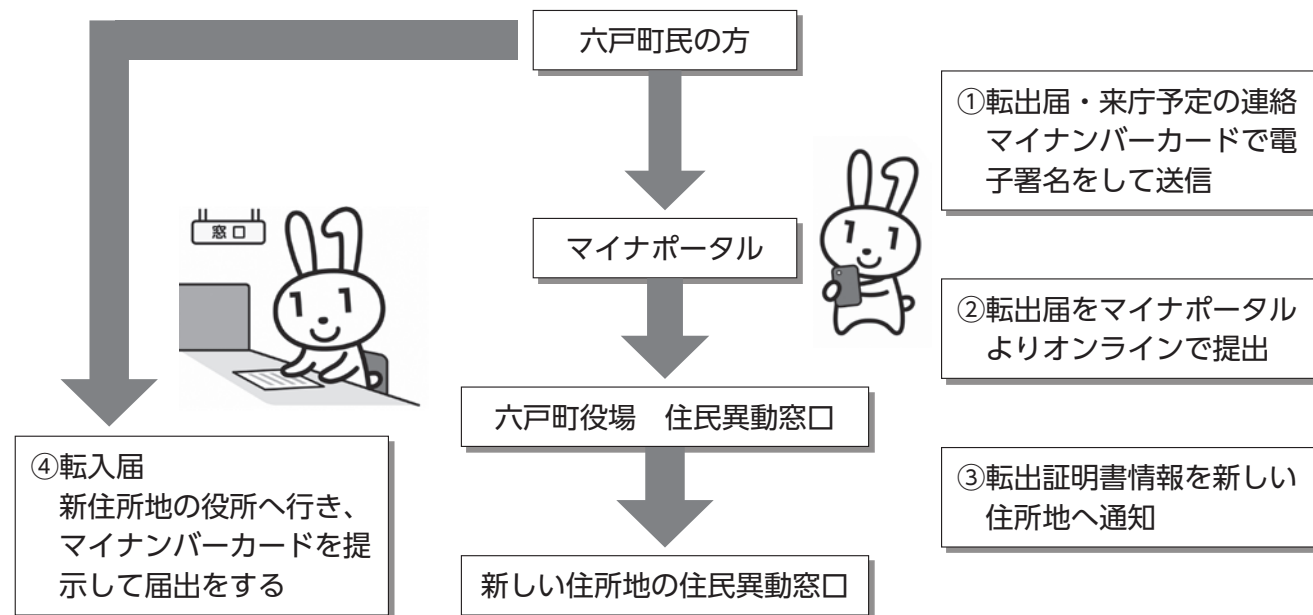 六戸町民の方
①転出届・来庁予定の連絡
マイナンバーカードで電
子署名をして送信
窓口
マイナポータル
②転出届をマイナポータル
よりオンラインで提出
六戸町役場　住民異動窓口
④転入届
新住所地の役所へ行き、
マイナンバーカードを提
示して届出をする
③転出証明書情報を新しい
住所地へ通知
新しい住所地の住民異動窓口